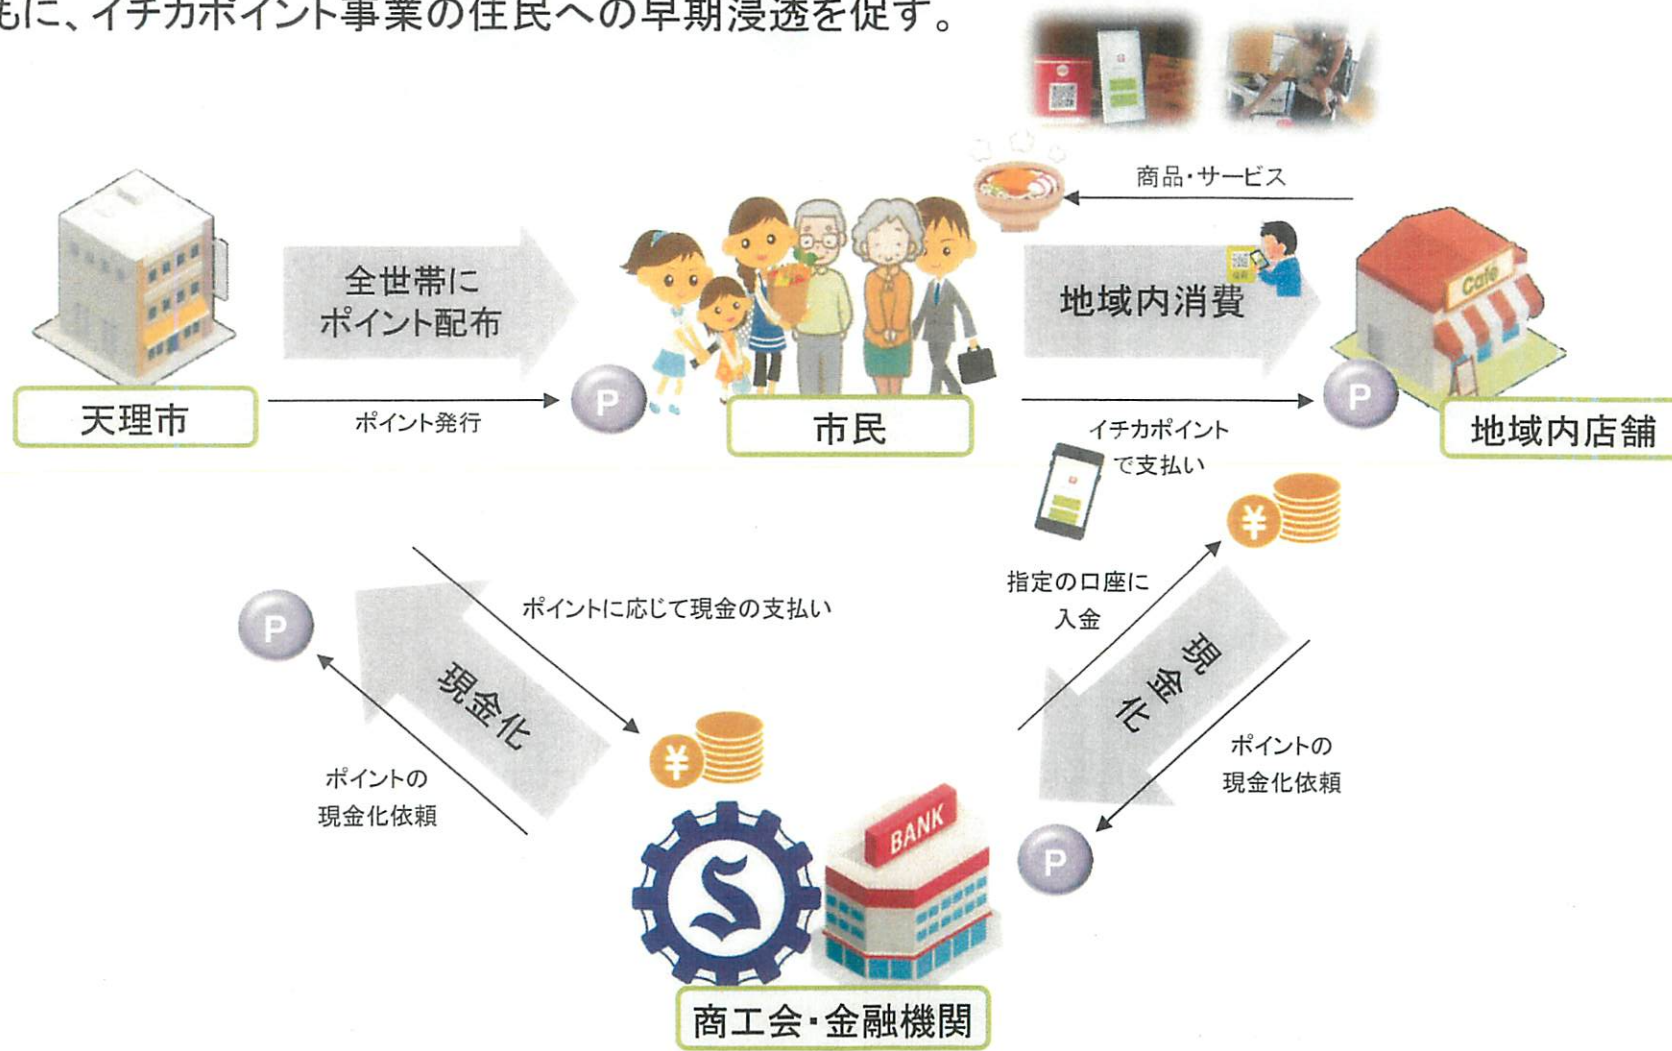 もに、イチカポイント事業の住民への早期浸透を促す。
商品・サービス
全世帯に
ポイント配布
地域内消費
Cafe
天理市
ポイント発行
P
市民
イチカポイント
で支払い
P
地域内店舗
ポイントに応じて現金の支払い
指定の口座に
入金
P
現金化
現金化
ポイントの
現金化依頼
ポイントの
現金化依頼
¥
¥
BANK
S
P
商工会・金融機関